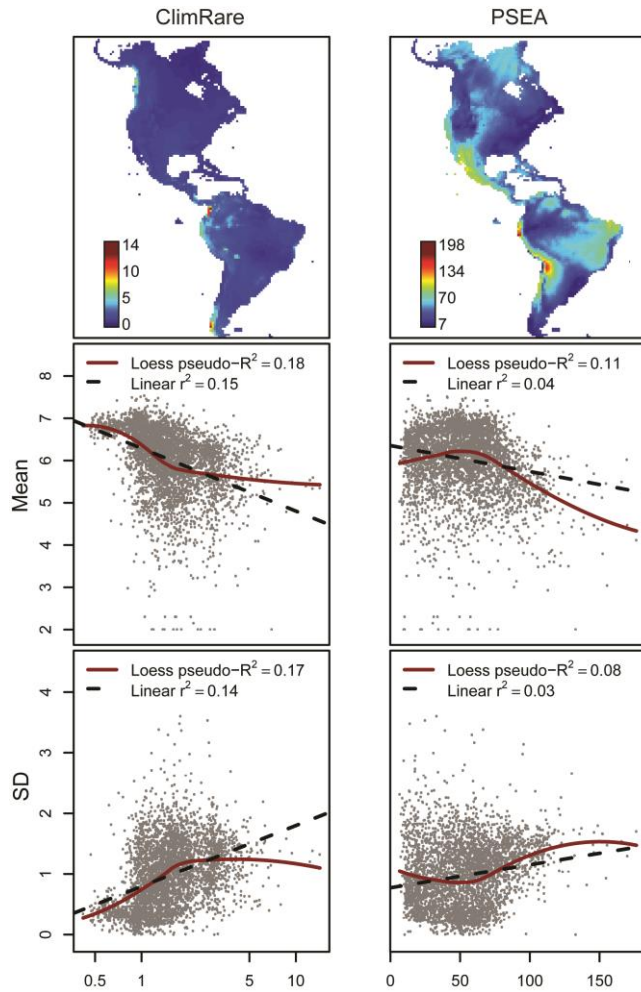 ClimRare
PSEA
14
10
5
0
198
134
70
7
Loess pseudo−R² = 0.18
Linear r² = 0.15
Loess pseudo−R² = 0.11
Linear r² = 0.04
Mean
8
7
6
5
4
3
2
Loess pseudo−R² = 0.17
Linear r² = 0.14
Loess pseudo−R² = 0.08
Linear r² = 0.03
SD
4
3
2
1
0
0.5 1 5 10
0 50 100 150